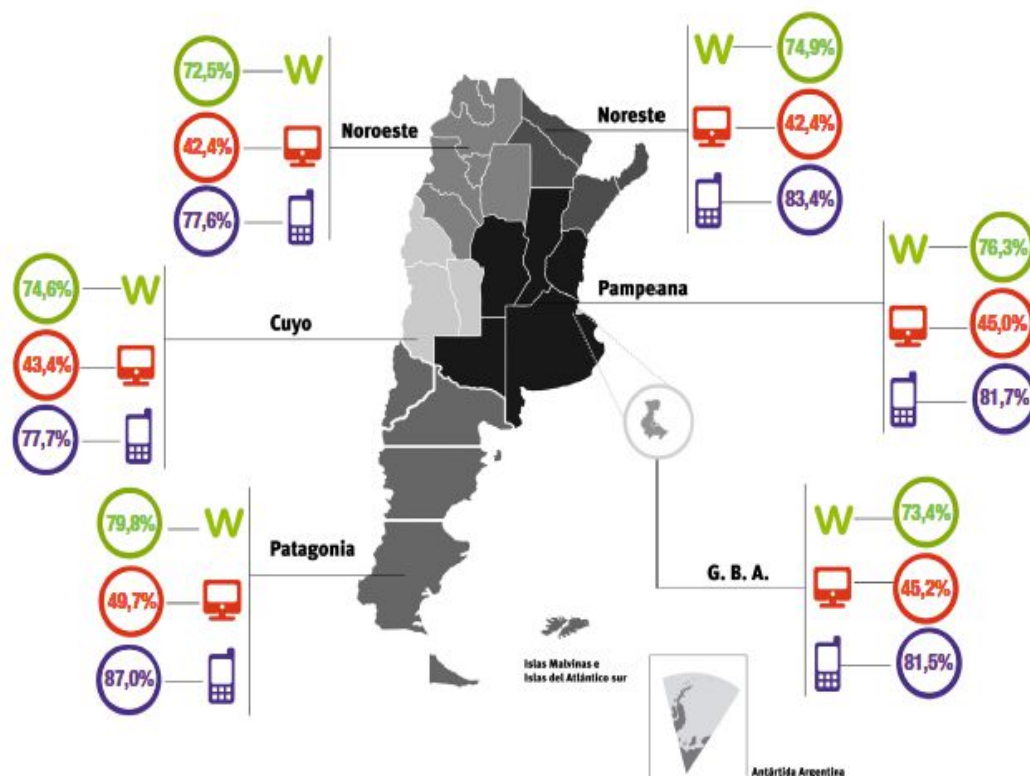 72,5% W
42,4%
77,6%
Noroeste
W 74,9%
42,4%
83,4%
Noreste
74,6% W
43,4%
77,7%
Cuyo
W 76,3%
45,0%
81,7%
Pampeana
79,8% W
49,7%
87,0%
Patagonia
W 73,4%
45,2%
81,5%
G. B. A.
Islas Malvinas e
Islas del Atlántico sur
Antártida Argentina